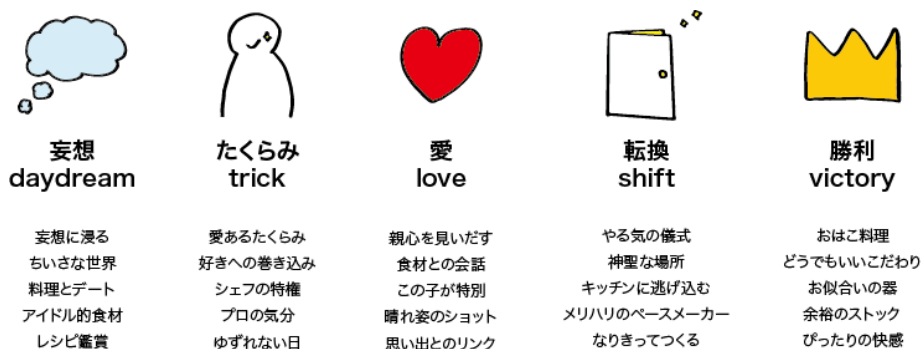 妄想
daydream
妄想に浸る
ちいさな世界
料理とデート
アイドル的食材
レシピ鑑賞
たくらみ
trick
愛あるたくらみ
好きへの巻き込み
シェフの特権
プロの気分
ゆずれない日
愛
love
親心を見いだす
食材との会話
この子が特別
晴れ姿のショット
思い出とのリンク
転換
shift
やる気の儀式
神聖な場所
キッチンに逃げ込む
メリハリのペースメーカー
なりきってつくる
勝利
victory
おはこ料理
どうでもいいこだわり
お似合いの器
余裕のストック
ぴったりの快感